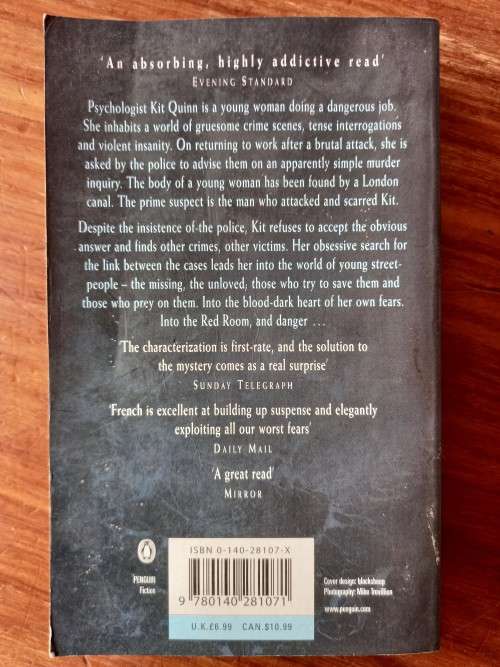 'An absorbing, highly addictive read'
EVENING STANDARD
Psychologist Kit Quinn is a young woman doing a dangerous job.
She inhabits a world of gruesome crime scenes, tense interrogations
and violent insanity. On returning to work after a brutal attack, she is
asked by the police to advise them on an apparently simple murder
inquiry. The body of a young woman has been found by a London
canal. The prime suspect is the man who attacked and scarred Kit.
Despite the insistence of the police, Kit refuses to accept the obvious
answer and finds other crimes, other victims. Her obsessive search for
the link between the cases leads her into the world of young street-
people – the missing, the unloved; those who try to save them and
those who prey on them. Into the blood-dark heart of her own fears.
Into the Red Room, and danger ...
'The characterization is first-rate, and the solution to
the mystery comes as a real surprise'
SUNDAY TELEGRAPH
'French is excellent at building up suspense and elegantly
exploiting all our worst fears'
DAILY MAIL
'A great read'
MIRROR
ISBN 0-140-28107-X
PENGUIN
Fiction
9 780140 281071
Cover design: blacksheep
Photography: Mike Trevillion
www.penguin.com
U.K. £6.99 CAN. $10.99